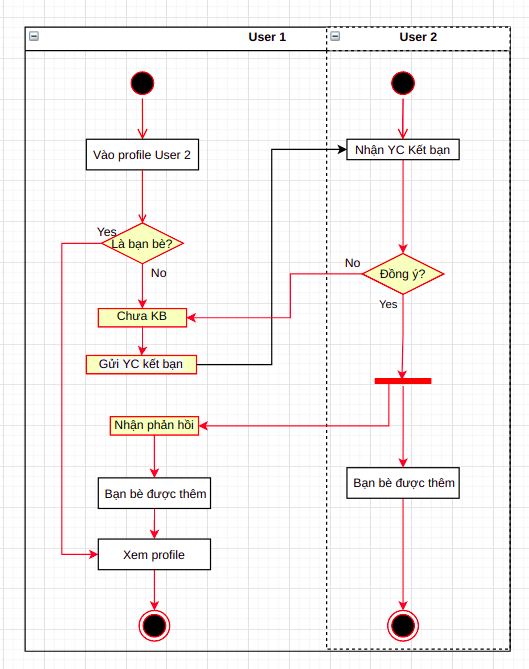 User 1
User 2
Vào profile User 2
Nhận YC Kết bạn
Yes
Là bạn bè?
No
No
Đồng ý?
Yes
Chưa KB
Gửi YC kết bạn
Nhận phản hồi
Bạn bè được thêm
Bạn bè được thêm
Xem profile